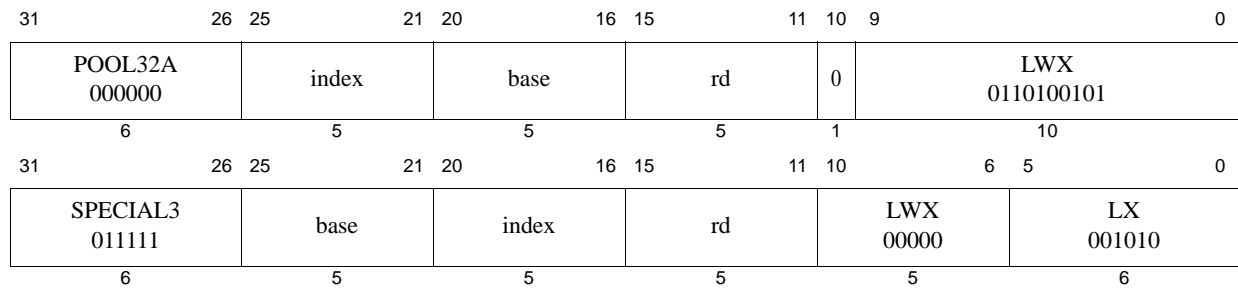 31 26 25 21 20 16 15 11 10 9 0
POOL32A index base rd 0 LWX
000000 0110100101
6 5 5 5 1 10
31 26 25 21 20 16 15 11 10 6 5 0
SPECIAL3 base index rd LWX LX
011111 00000 001010
6 5 5 5 5 6